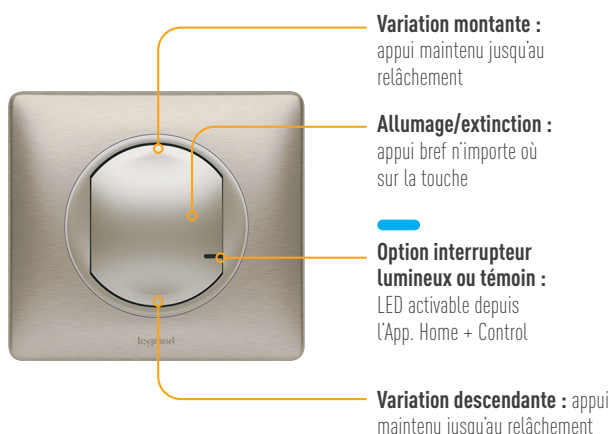 Variation montante :
appui maintenu jusqu'au
relâchement
Allumage/extinction :
appui bref n'importe où
sur la touche
Option interrupteur
lumineux ou témoin :
LED activable depuis
l'App. Home + Control
legrand
Variation descendante : appui
maintenu jusqu'au relâchement